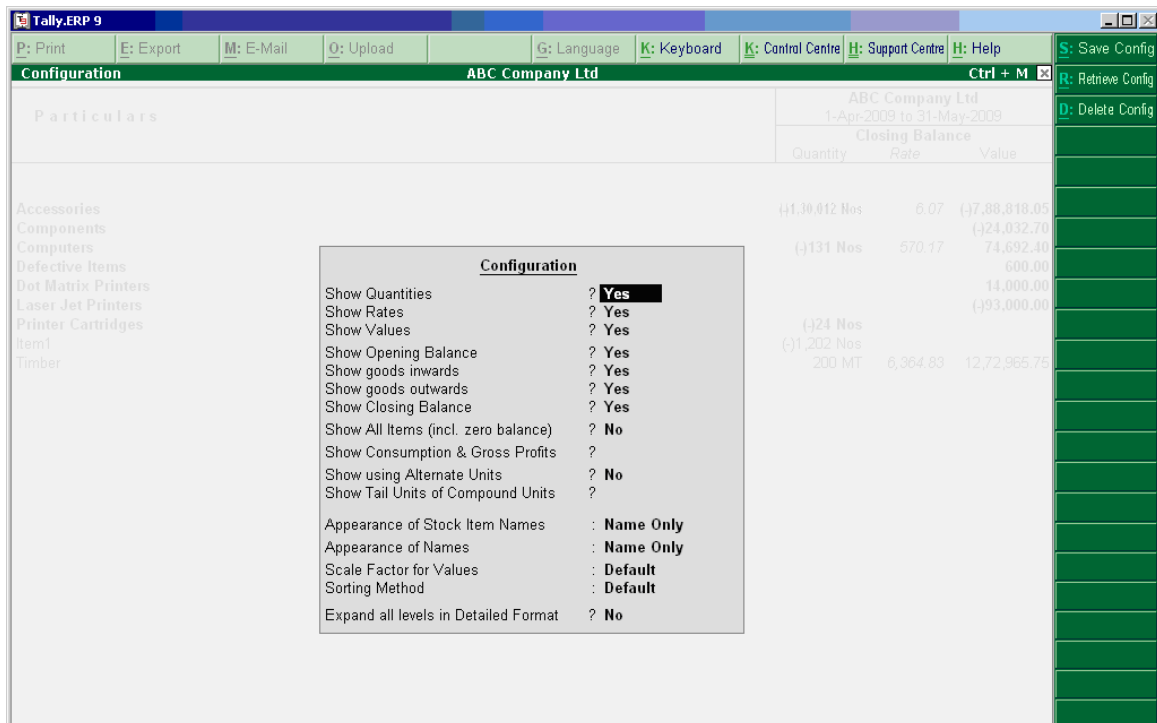 Tally.ERP 9
P: Print E: Export M: E-Mail O: Upload G: Language K: Keyboard K: Control Centre H: Support Centre H: Help
S: Save Config
Configuration ABC Company Ltd Ctrl + M
R: Retrieve Config
D: Delete Config
Particulars
ABC Company Ltd
1-Apr-2009 to 31-May-2009
Closing Balance
Quantity Rate Value
Accessories (-)1,30,012 Nos 6.07 (-)7,88,818.05
Components (-)24,032.70
Computers (-)131 Nos 570.17 74,692.40
Defective Items 600.00
Dot Matrix Printers 14,000.00
Laser Jet Printers (-)93,000.00
Printer Cartridges (-)24 Nos
Item1 (-)1,202 Nos
Timber 200 MT 6,364.83 12,72,965.75
Configuration
Show Quantities ? Yes
Show Rates ? Yes
Show Values ? Yes
Show Opening Balance ? Yes
Show goods inwards ? Yes
Show goods outwards ? Yes
Show Closing Balance ? Yes
Show All Items (incl. zero balance) ? No
Show Consumption & Gross Profits ?
Show using Alternate Units ? No
Show Tail Units of Compound Units ?
Appearance of Stock Item Names : Name Only
Appearance of Names : Name Only
Scale Factor for Values : Default
Sorting Method : Default
Expand all levels in Detailed Format ? No